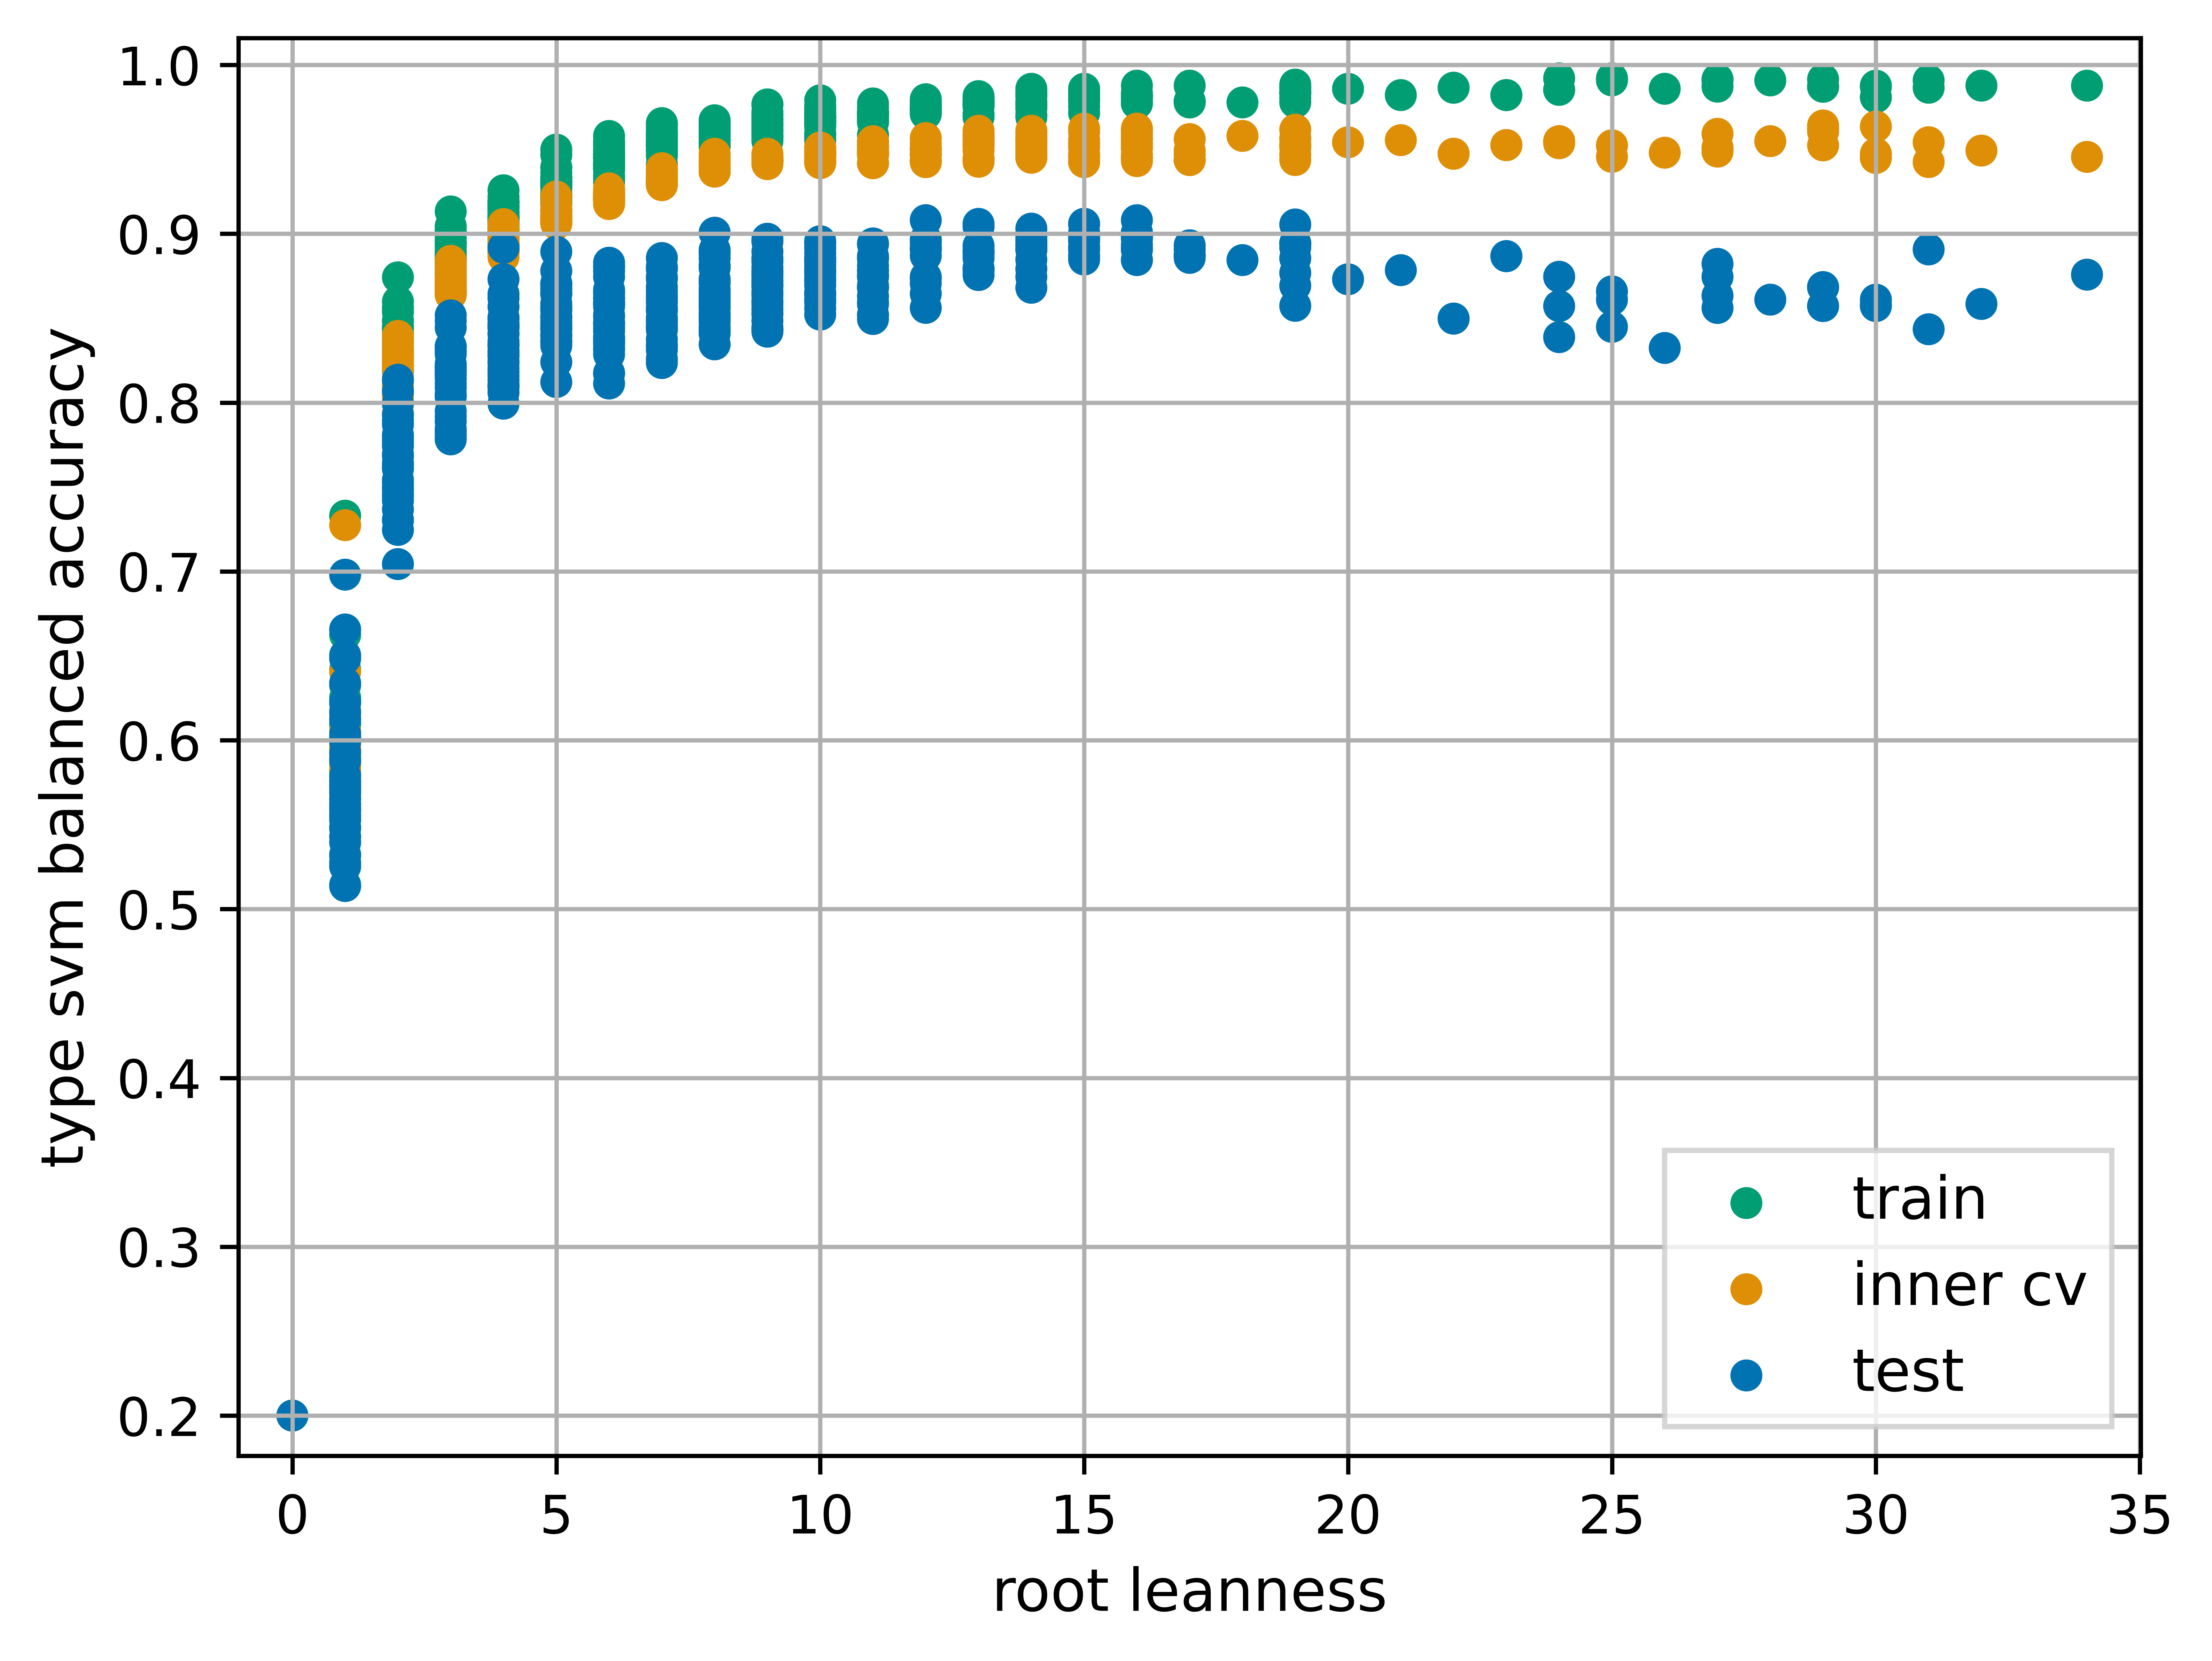 1.0
0.9
0.8
0.7
0.6
0.5
0.4
0.3
0.2
type svm balanced accuracy
train
inner cv
test
0 5 10 15 20 25 30 35
root leanness